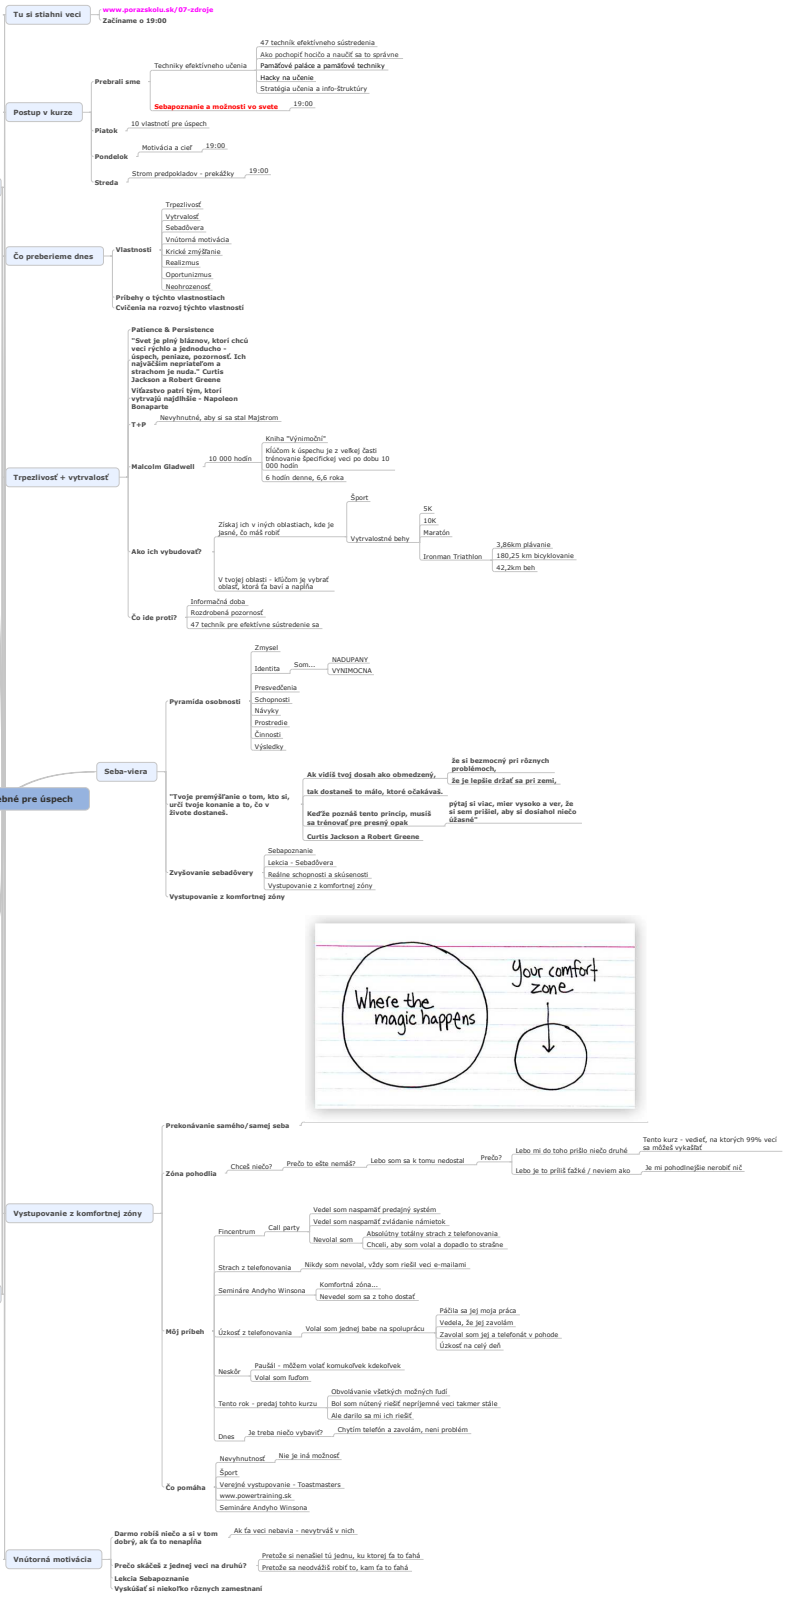 Tu si stiahni veci
www.porazskolu.sk/07-zdroje
Začíname o 19:00
Postup v kurze
Prebrali sme
Techniky efektívneho učenia
47 techník efektívneho sústredenia
Ako pochopiť hocičo a naučiť sa to správne
Pamäťové paláce a pamäťové techniky
Hacky na učenie
Stratégia učenia a info-štruktúry
Sebapoznanie a možnosti vo svete
19:00
Piatok
10 vlastností pre úspech
Pondelok
Motivácia a cieľ
19:00
Streda
Strom predpokladov - prekážky
19:00
Čo preberieme dnes
Vlastnosti
Trpezlivosť
Vytrvalosť
Sebadôvera
Vnútorná motivácia
Krické zmýšľanie
Realizmus
Oportunizmus
Neohrozenosť
Príbehy o týchto vlastnostiach
Cvičenia na rozvoj týchto vlastností
Trpezlivosť + vytrvalosť
Patience & Persistence
"Svet je plný bláznov, ktorí chcú
veci rýchlo a jednoducho -
úspech, peniaze, pozornosť. Ich
najväčším nepriateľom a
strachom je nuda." Curtis
Jackson a Robert Greene
Víťazstvo patrí tým, ktorí
vytrvajú najdlhšie - Napoleon
Bonaparte
T+P
Nevyhnutné, aby si sa stal Majstrom
Malcolm Gladwell
10 000 hodín
Kniha "Výnimoční"
Kľúčom k úspechu je z veľkej časti
trénovanie špecifickej veci po dobu 10
000 hodín
6 hodín denne, 6,6 roka
Ako ich vybudovať?
Získaj ich v iných oblastiach, kde je
jasné, čo máš robiť
Šport
Vytrvalostné behy
5K
10K
Maratón
Ironman Triathlon
3,86km plávanie
180,25 km bicyklovanie
42,2km beh
V tvojej oblasti - kľúčom je vybrať
oblasť, ktorá ťa baví a napĺňa
Čo ide proti?
Informačná doba
Rozdrobená pozornosť
47 techník pre efektívne sústredenie sa
ebné pre úspech
Seba-viera
Pyramída osobnosti
Zmysel
Identita
Som...
NADUPANY
VYNIMOCNA
Presvedčenia
Schopnosti
Návyky
Prostredie
Činnosti
Výsledky
"Tvoje premýšľanie o tom, kto si,
určí tvoje konanie a to, čo v
živote dostaneš.
Ak vidíš tvoj dosah ako obmedzený,
že si bezmocný pri rôznych
problémoch,
že je lepšie držať sa pri zemi,
tak dostaneš to málo, ktoré očakávaš.
Keďže poznáš tento princíp, musíš
sa trénovať pre presný opak
pýtaj si viac, mier vysoko a ver, že
si sem prišiel, aby si dosiahol niečo
úžasné"
Curtis Jackson a Robert Greene
Zvyšovanie sebadôvery
Sebapoznanie
Lekcia - Sebadôvera
Reálne schopnosti a skúsenosti
Vystupovanie z komfortnej zóny
Vystupovanie z komfortnej zóny
Where the
magic happens
Your comfort
zone
Vystupovanie z komfortnej zóny
Prekonávanie samého/samej seba
Zóna pohodlia
Chceš niečo?
Prečo to ešte nemáš?
Lebo som sa k tomu nedostal
Prečo?
Lebo mi do toho prišlo niečo druhé
Tento kurz - vedieť, na ktorých 99% vecí
sa môžeš vykašľať
Lebo je to príliš ťažké / neviem ako
Je mi pohodlnejšie nerobiť nič
Môj príbeh
Fincentrum
Call party
Vedel som naspamäť predajný systém
Vedel som naspamäť zvládanie námietok
Nevolal som
Absolútny totálny strach z telefonovania
Chceli, aby som volal a dopadlo to strašne
Strach z telefonovania
Nikdy som nevolal, vždy som riešil veci e-mailami
Semináre Andyho Winsona
Komfortná zóna...
Nevedel som sa z toho dostať
Úzkosť z telefonovania
Volal som jednej babe na spoluprácu
Páčila sa jej moja práca
Vedela, že jej zavolám
Zavolal som jej a telefonát v pohode
Úzkosť na celý deň
Neskôr
Paušál - môžem volať komukoľvek kdekoľvek
Volal som ľuďom
Tento rok - predaj tohto kurzu
Obvolávanie všetkých možných ľudí
Bol som nútený riešiť nepríjemné veci takmer stále
Ale darilo sa mi ich riešiť
Dnes
Je treba niečo vybaviť?
Chytím telefón a zavolám, neni problém
Čo pomáha
Nevyhnutnosť
Nie je iná možnosť
Šport
Verejné vystupovanie - Toastmasters
www.powertraining.sk
Semináre Andyho Winsona
Vnútorná motivácia
Darmo robíš niečo a si v tom
dobrý, ak ťa to nenapĺňa
Ak ťa veci nebavia - nevytrváš v nich
Prečo skáčeš z jednej veci na druhú?
Pretože si nenašiel tú jednu, ku ktorej ťa to ťahá
Pretože sa neodvážiš robiť to, kam ťa to ťahá
Lekcia Sebapoznanie
Vyskúšať si niekoľko rôznych zamestnaní